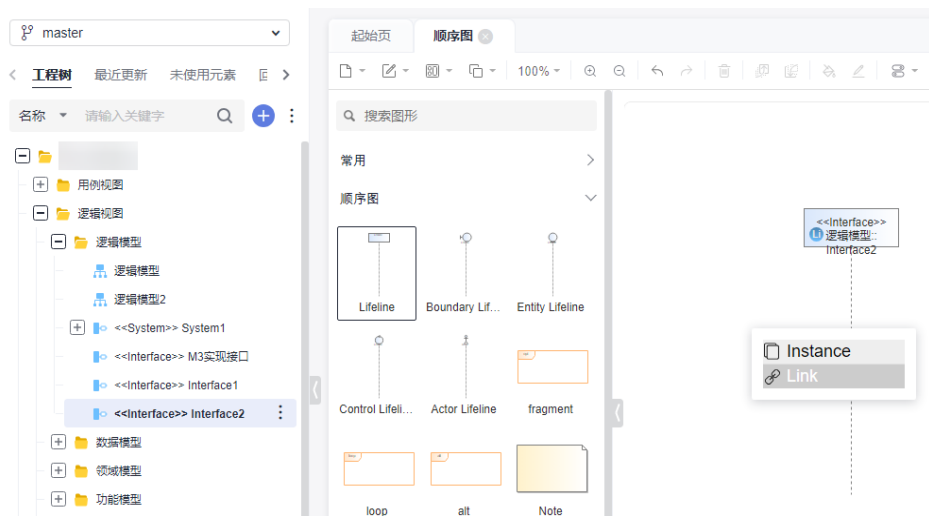 master
起始页
顺序图
工程树
最近更新
未使用元素
100%
名称
请输入关键字
搜索图形
常用
用例视图
顺序图
逻辑视图
逻辑模型
逻辑模型
逻辑模型2
<<System>> System1
<<Interface>> M3实现接口
<<Interface>> Interface1
<<Interface>> Interface2
数据模型
领域模型
功能模型
Lifeline
Boundary Lif...
Entity Lifeline
Control Lifeli...
Actor Lifeline
fragment
loop
alt
Note
<<Interface>>
Li
逻辑模型::
Interface2
Instance
Link